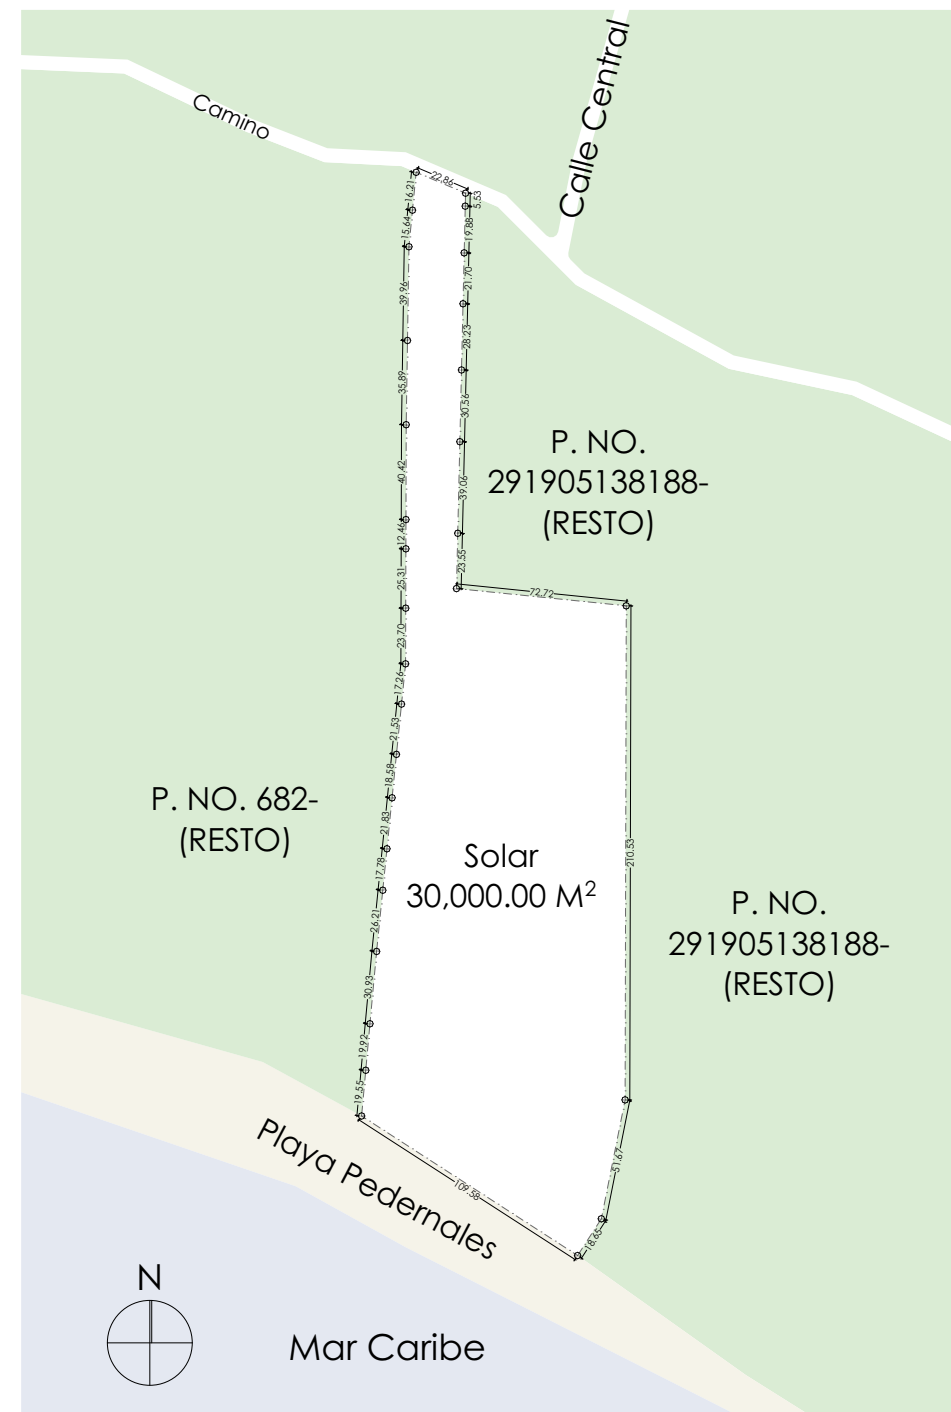 Calle Central
Camino
22.86
16.21
5.53
15.64
19.88
39.96
21.70
28.23
35.89
30.56
40.42
39.06
12.46
23.55
25.31
72.72
23.70
17.26
21.53
18.58
21.83
17.78
26.21
30.93
19.92
19.55
210.53
51.67
18.65
109.58
P. NO.
291905138188-
(RESTO)
P. NO. 682-
(RESTO)
Solar
30,000.00 M²
P. NO.
291905138188-
(RESTO)
Playa Pedernales
N
Mar Caribe